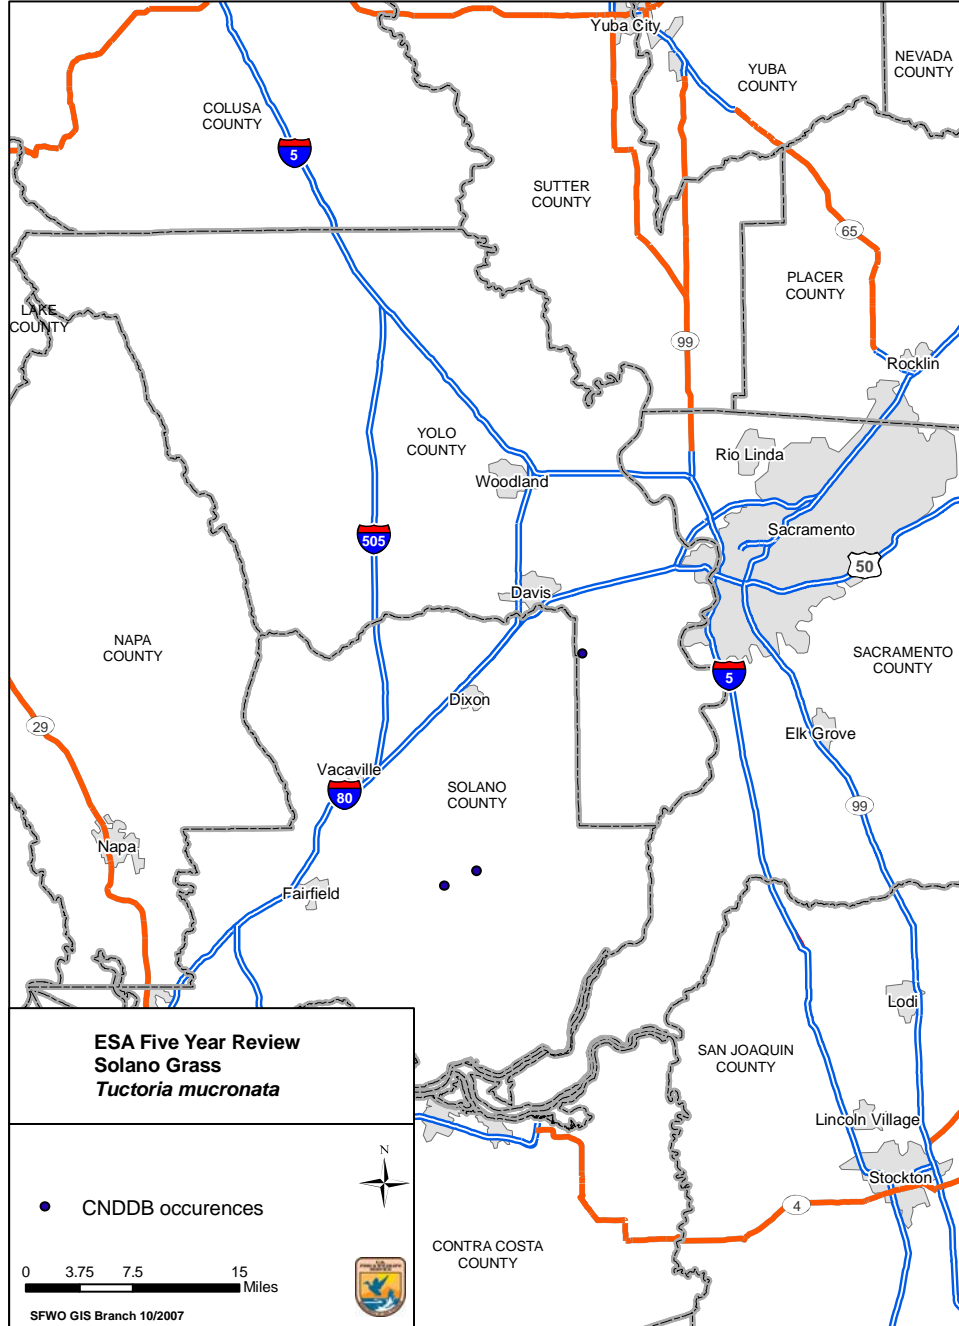 Yuba City
NEVADA
COUNTY
YUBA
COUNTY
COLUSA
COUNTY
5
SUTTER
COUNTY
65
PLACER
COUNTY
LAKE
COUNTY
99
Rocklin
YOLO
COUNTY
Rio Linda
Woodland
Sacramento
505
50
Davis
NAPA
COUNTY
SACRAMENTO
COUNTY
5
Dixon
29
Elk Grove
Vacaville
80
SOLANO
COUNTY
99
Napa
Fairfield
Lodi
ESA Five Year Review
Solano Grass
Tuctoria mucronata
SAN JOAQUIN
COUNTY
Lincoln Village
N
Stockton
CNDDB occurences
4
CONTRA COSTA
COUNTY
0 3.75 7.5 15
Miles
SFWO GIS Branch 10/2007